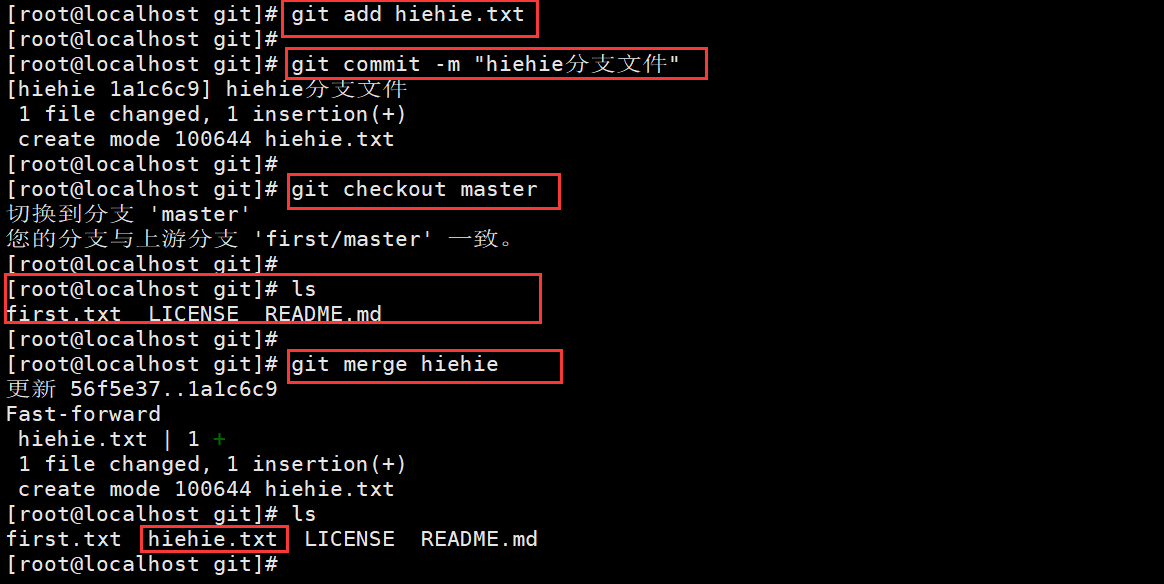 [root@localhost git]# git add hiehie.txt
[root@localhost git]#
[root@localhost git]# git commit -m "hiehie分支文件"
[hiehie 1a1c6c9] hiehie分支文件
 1 file changed, 1 insertion(+)
 create mode 100644 hiehie.txt
[root@localhost git]#
[root@localhost git]# git checkout master
切换到分支 'master'
您的分支与上游分支 'first/master' 一致。
[root@localhost git]#
[root@localhost git]# ls
first.txt  LICENSE  README.md
[root@localhost git]#
[root@localhost git]# git merge hiehie
更新 56f5e37..1a1c6c9
Fast-forward
 hiehie.txt | 1 +
 1 file changed, 1 insertion(+)
 create mode 100644 hiehie.txt
[root@localhost git]# ls
first.txt  hiehie.txt  LICENSE  README.md
[root@localhost git]#